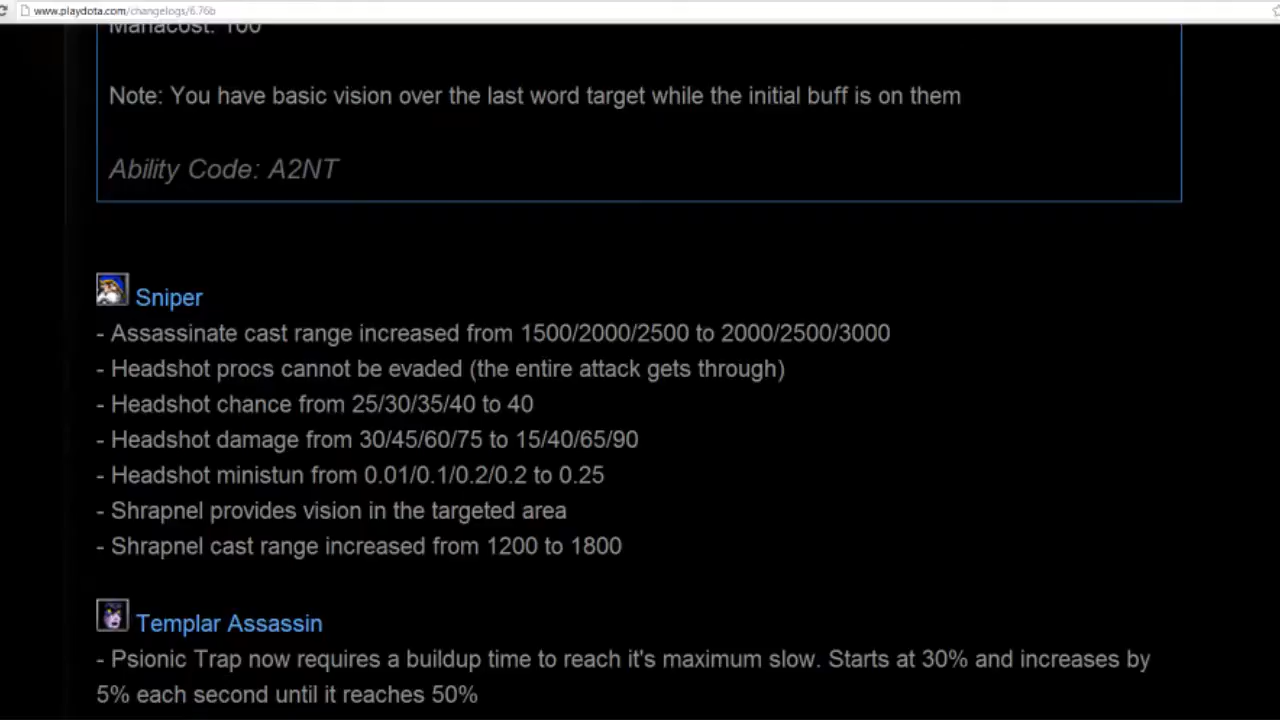 www.playdota.com/changelogs/6.76b
Manacost: 100
Note: You have basic vision over the last word target while the initial buff is on them
Ability Code: A2NT
Sniper
- Assassinate cast range increased from 1500/2000/2500 to 2000/2500/3000
- Headshot procs cannot be evaded (the entire attack gets through)
- Headshot chance from 25/30/35/40 to 40
- Headshot damage from 30/45/60/75 to 15/40/65/90
- Headshot ministun from 0.01/0.1/0.2/0.2 to 0.25
- Shrapnel provides vision in the targeted area
- Shrapnel cast range increased from 1200 to 1800
Templar Assassin
- Psionic Trap now requires a buildup time to reach it's maximum slow. Starts at 30% and increases by
5% each second until it reaches 50%